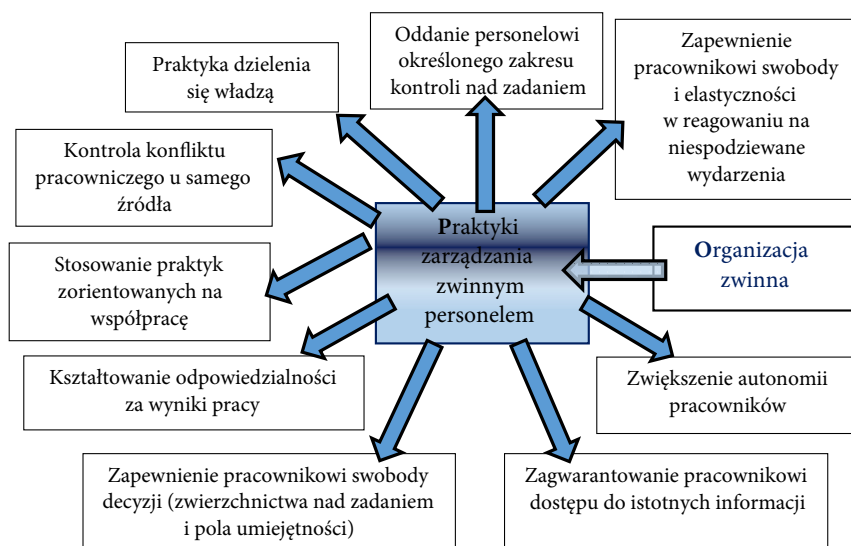 Oddanie personelowi
określonego zakresu
kontroli nad zadaniem
Zapewnienie
pracownikowi swobody
i elastyczności
w reagowaniu na
niespodziewane
wydarzenia
Praktyka dzielenia
się władzą
Kontrola konfliktu
pracowniczego u samego
źródła
Praktyki
zarządzania
zwinnym
personelem
Organizacja
zwinna
Stosowanie praktyk
zorientowanych na
współpracę
Kształtowanie odpowiedzialności
za wyniki pracy
Zwiększenie autonomii
pracowników
Zapewnienie pracownikowi swobody
decyzji (zwierzchnictwa nad zadaniem
i pola umiejętności)
Zagwarantowanie pracownikowi
dostępu do istotnych informacji